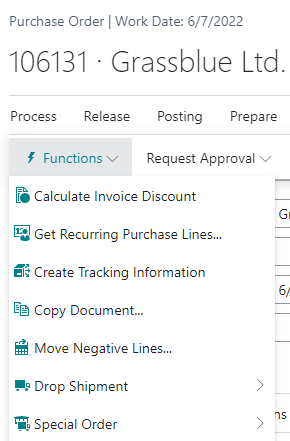 Purchase Order | Work Date: 6/7/2022
106131 · Grassblue Ltd.
Process Release Posting Prepare
Functions Request Approval
Calculate Invoice Discount
Get Recurring Purchase Lines...
Create Tracking Information
Copy Document...
Move Negative Lines...
Drop Shipment
Special Order